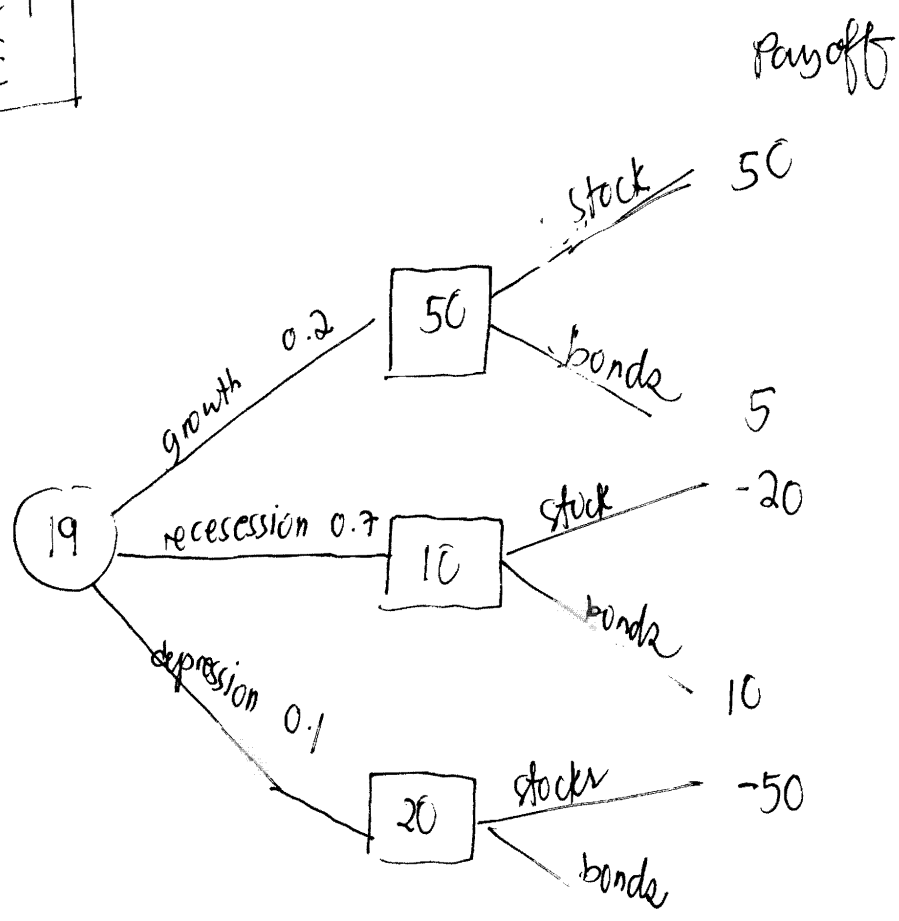 Payoff
stock 50
growth 0.2
50
bonds 5
19
recesession 0.7
10
stock -20
bonds 10
depression 0.1
20
stocks -50
bonds